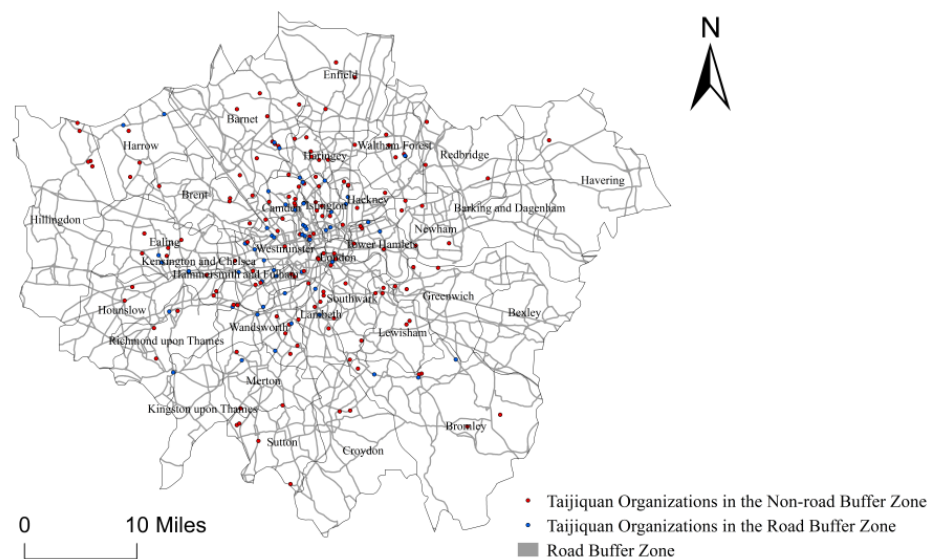 N
Enfield
Barnet
Harrow
Haringey
Waltham Forest
Redbridge
Havering
Brent
Camden
Islington
Hackney
Barking and Dagenham
Hillingdon
Ealing
Westminster
Tower Hamlets
Newham
Kensington and Chelsea
London
Hammersmith and Fulham
Hounslow
Southwark
Greenwich
Bexley
Wandsworth
Lambeth
Lewisham
Richmond upon Thames
Merton
Kingston upon Thames
Sutton
Croydon
Bromley
0 10 Miles
Taijiquan Organizations in the Non-road Buffer Zone
Taijiquan Organizations in the Road Buffer Zone
Road Buffer Zone